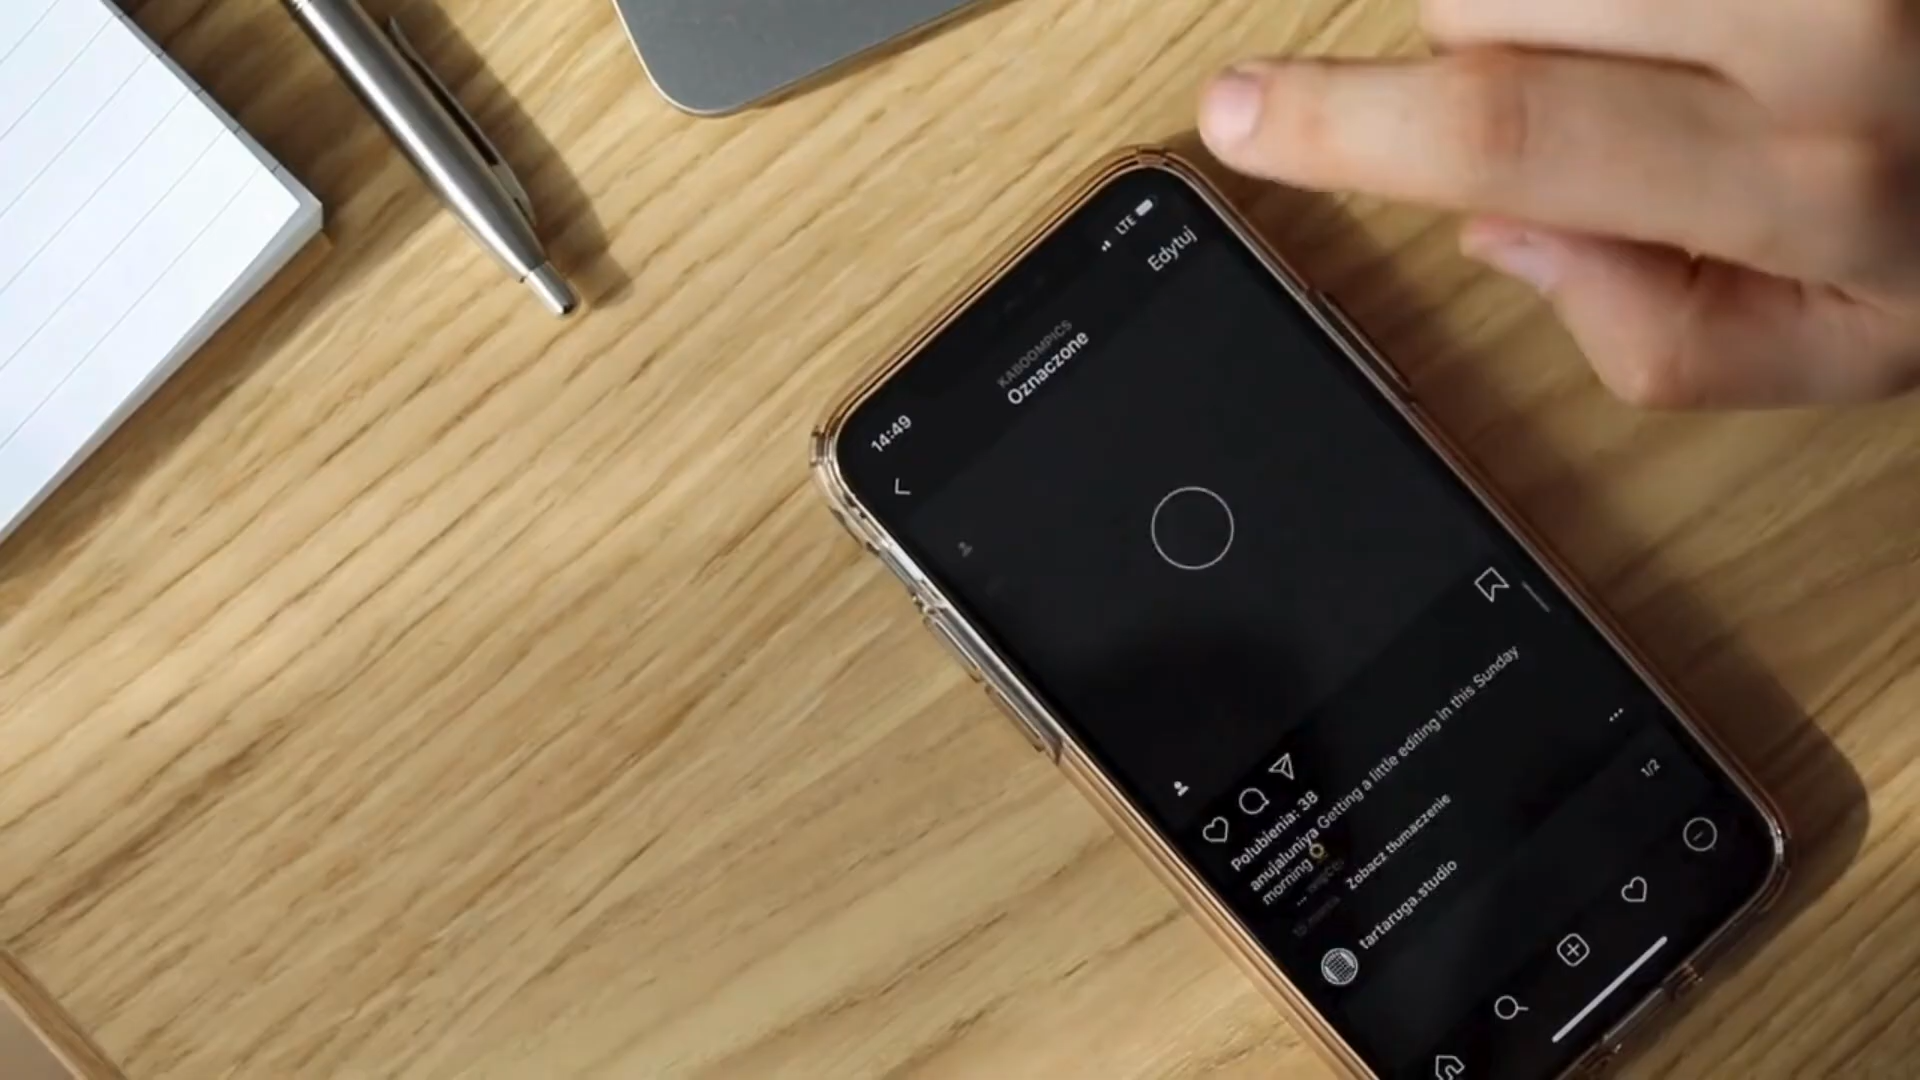 14:49
LTE
KABOOMPICS
Oznaczone
Edytuj
Polubienia: 38
anujaluniya Getting a little editing in this Sunday
morning
... więcej
Zobacz tłumaczenie
tartaruga.studio
1/2